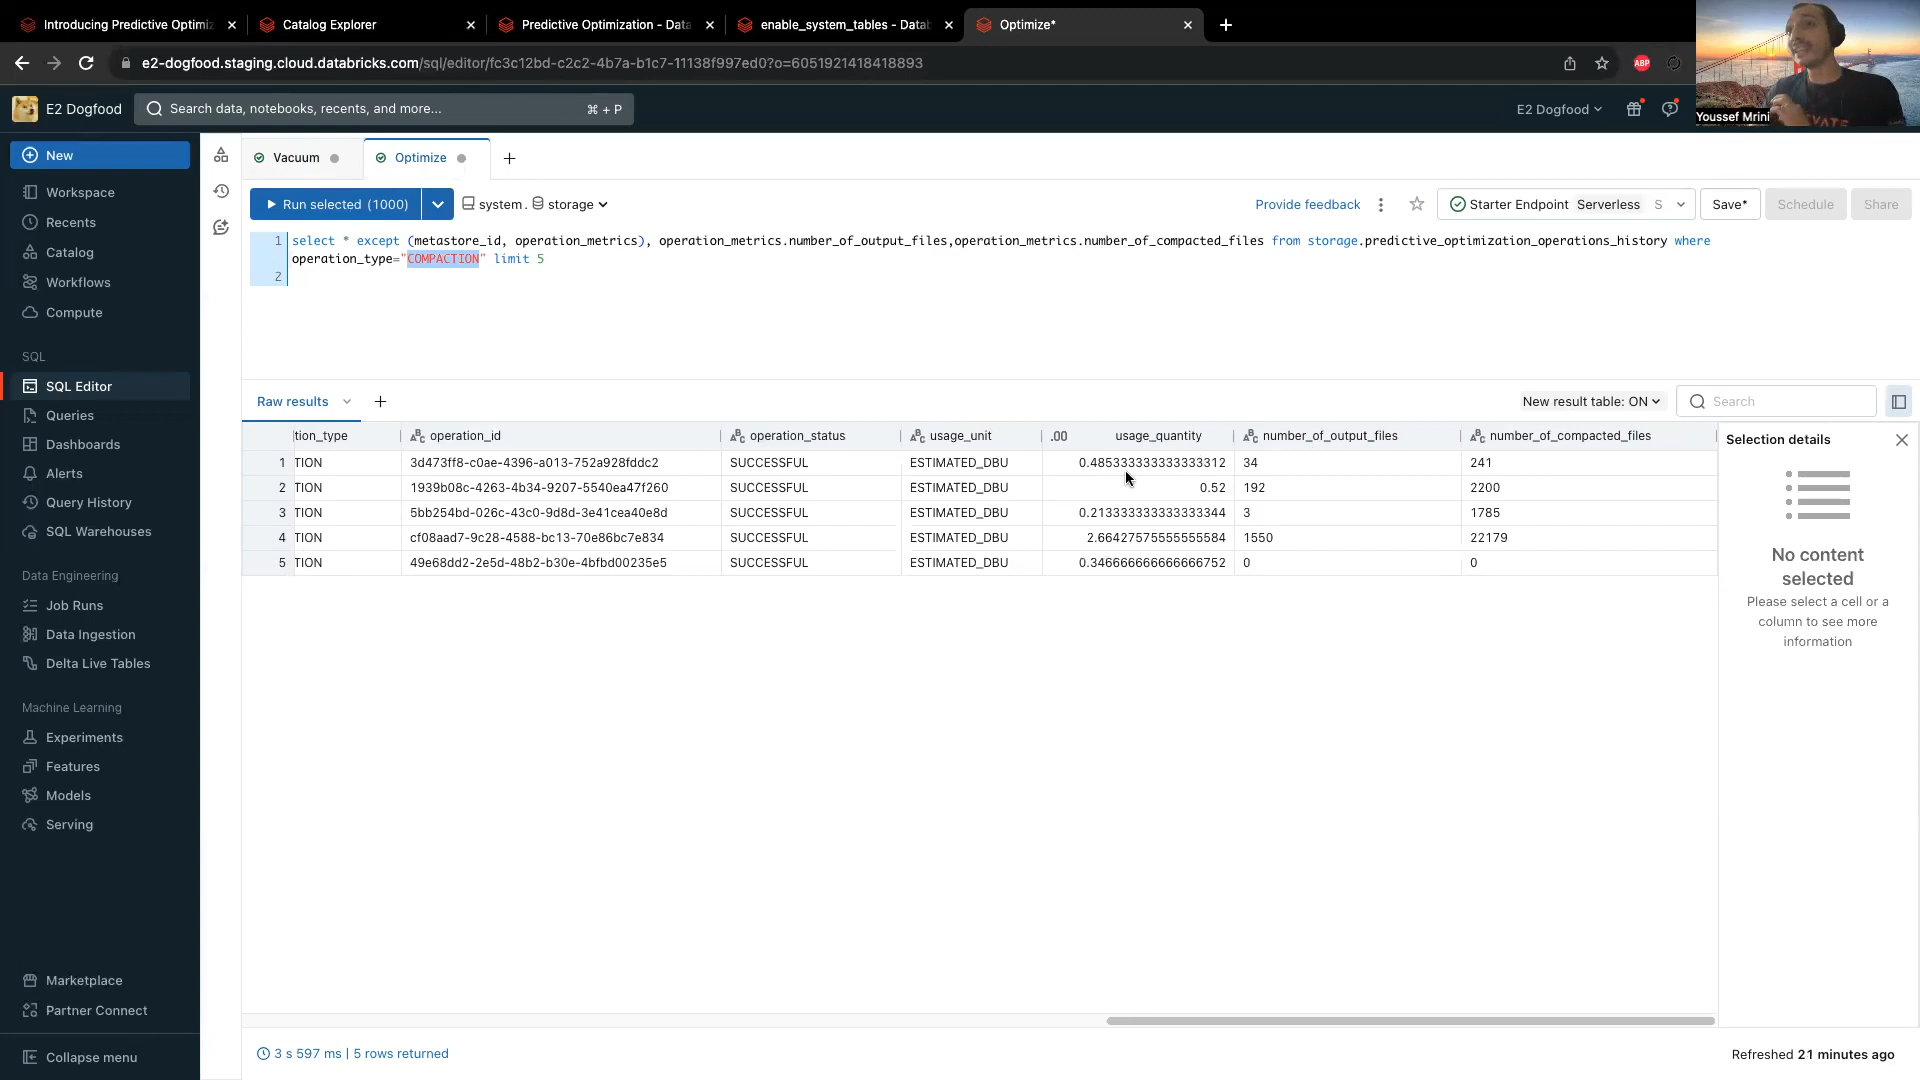 Introducing Predictive Optimiz
Catalog Explorer
Predictive Optimization - Data
enable_system_tables - Datab
Optimize*
e2-dogfood.staging.cloud.databricks.com/sql/editor/fc3c12bd-c2c2-4b7a-b1c7-11138f997ed0?o=6051921418418893
ABP
E2 Dogfood
Search data, notebooks, recents, and more...
⌘ + P
E2 Dogfood
Youssef Mrini
New
Workspace
Recents
Catalog
Workflows
Compute
SQL
SQL Editor
Queries
Dashboards
Alerts
Query History
SQL Warehouses
Data Engineering
Job Runs
Data Ingestion
Delta Live Tables
Machine Learning
Experiments
Features
Models
Serving
Marketplace
Partner Connect
Collapse menu
Vacuum
Optimize
Run selected (1000)
system. storage
Provide feedback
Starter Endpoint Serverless S
Save*
Schedule
Share
1 select * except (metastore_id, operation_metrics), operation_metrics.number_of_output_files,operation_metrics.number_of_compacted_files from storage.predictive_optimization_operations_history where
operation_type="COMPACTION" limit 5
2
Raw results
New result table: ON
Search
tion_type operation_id operation_status usage_unit .00 usage_quantity number_of_output_files number_of_compacted_files
1 TION 3d473ff8-c0ae-4396-a013-752a928fddc2 SUCCESSFUL ESTIMATED_DBU 0.485333333333333312 34 241
2 TION 1939b08c-4263-4b34-9207-5540ea47f260 SUCCESSFUL ESTIMATED_DBU 0.52 192 2200
3 TION 5bb254bd-026c-43c0-9d8d-3e41cea40e8d SUCCESSFUL ESTIMATED_DBU 0.213333333333333344 3 1785
4 TION cf08aad7-9c28-4588-bc13-70e86bc7e834 SUCCESSFUL ESTIMATED_DBU 2.66427575555555584 1550 22179
5 TION 49e68dd2-2e5d-48b2-b30e-4bfbd00235e5 SUCCESSFUL ESTIMATED_DBU 0.346666666666666752 0 0
Selection details
No content
selected
Please select a cell or a
column to see more
information
3 s 597 ms | 5 rows returned
Refreshed 21 minutes ago